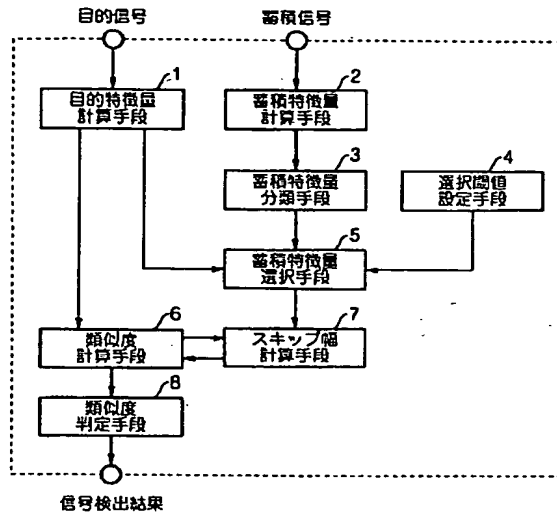 目的信号
蓄積信号
1
目的特徴量
計算手段
2
蓄積特徴量
計算手段
3
蓄積特徴量
分類手段
4
選択閾値
設定手段
5
蓄積特徴量
選択手段
6
類似度
計算手段
7
スキップ幅
計算手段
8
類似度
判定手段
信号検出結果